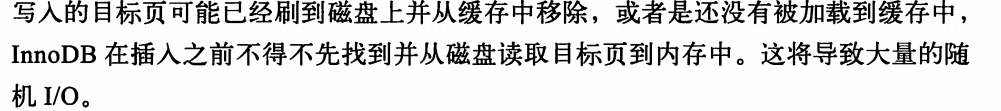 写入的目标页可能已经刷到磁盘上并从缓存中移除，或者是还没有被加载到缓存中，
InnoDB 在插入之前不得不先找到并从磁盘读取目标页到内存中。这将导致大量的随
机 I/O。